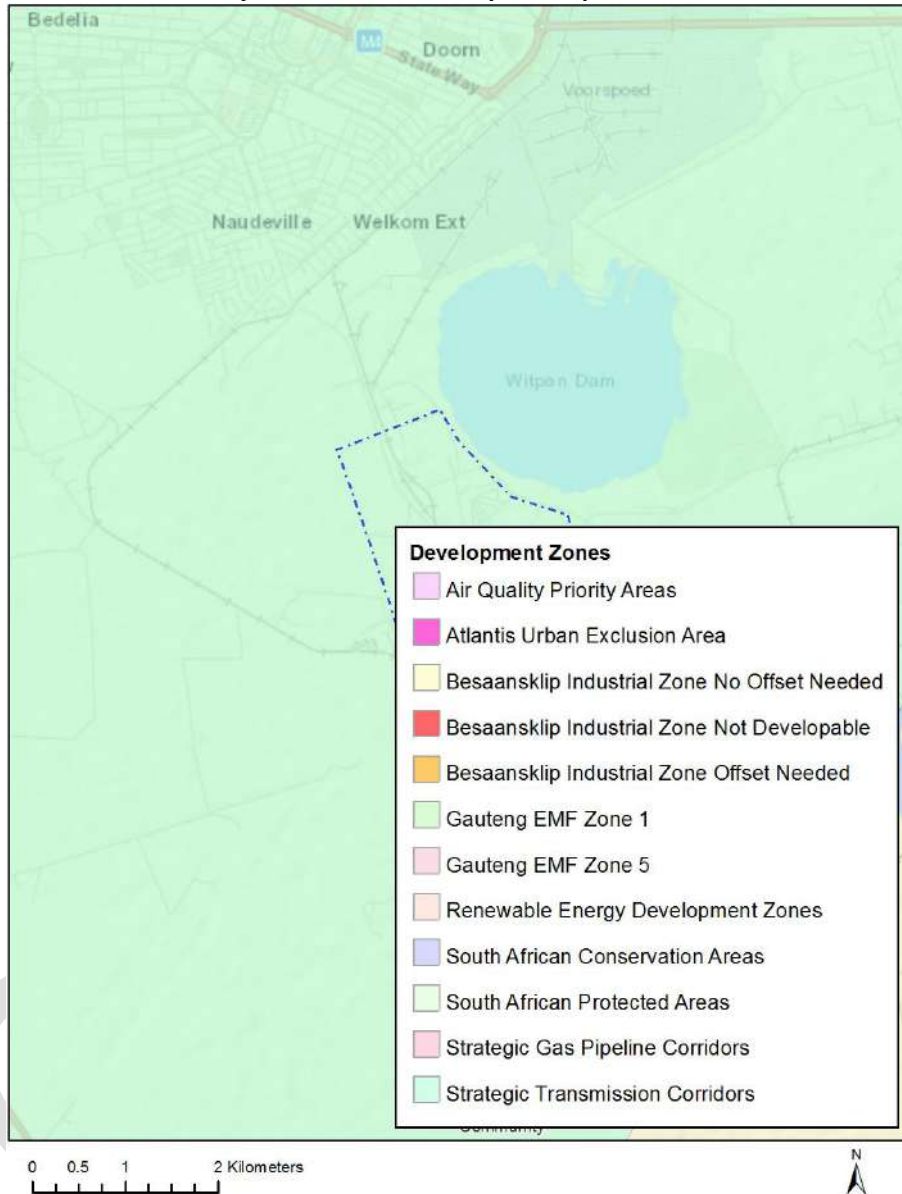 Bedelia
M4
Doorn
State Way
Voorspoed
Naudeville
Welkom Ext
Witpan Dam
Development Zones
Air Quality Priority Areas
Atlantis Urban Exclusion Area
Besaansklip Industrial Zone No Offset Needed
Besaansklip Industrial Zone Not Developable
Besaansklip Industrial Zone Offset Needed
Gauteng EMF Zone 1
Gauteng EMF Zone 5
Renewable Energy Development Zones
South African Conservation Areas
South African Protected Areas
Strategic Gas Pipeline Corridors
Strategic Transmission Corridors
Community
0 0.5 1 2 Kilometers
N